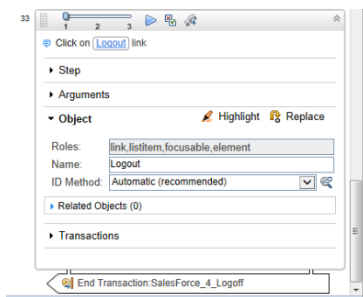 33
1 2 3
Click on [Logout] link
Step
Arguments
Object Highlight Replace
Roles: link,listitem,focusable,element
Name: Logout
ID Method: Automatic (recommended)
Related Objects (0)
Transactions
End Transaction:SalesForce_4_Logoff